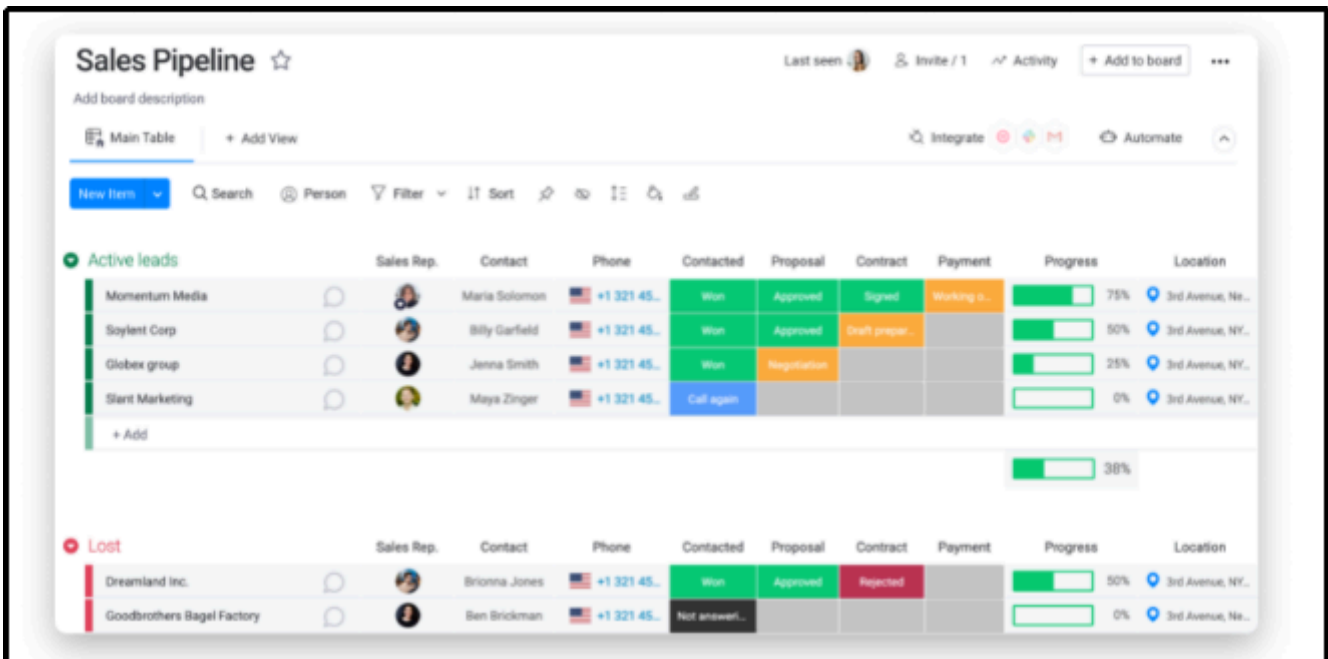 Sales Pipeline
Last seen Invite / 1 Activity + Add to board
Add board description
Main Table + Add View Integrate Automate
New Item Search Person Filter Sort
Active leads Sales Rep. Contact Phone Contacted Proposal Contract Payment Progress Location
Momentum Media Maria Solomon +1 321 45... Won Approved Signed Working o... 75% 3rd Avenue, Ne...
Soylent Corp Billy Garfield +1 321 45... Won Approved Draft prepar... 50% 3rd Avenue, NY...
Globex group Jenna Smith +1 321 45... Won Negotiation 25% 3rd Avenue, NY...
Slant Marketing Maya Zinger +1 321 45... Call again 0% 3rd Avenue, NY...
+ Add
38%
Lost Sales Rep. Contact Phone Contacted Proposal Contract Payment Progress Location
Dreamland Inc. Brionna Jones +1 321 45... Won Approved Rejected 50% 3rd Avenue, NY...
Goodbrothers Bagel Factory Ben Brickman +1 321 45... Not answeri... 0% 3rd Avenue, Ne...